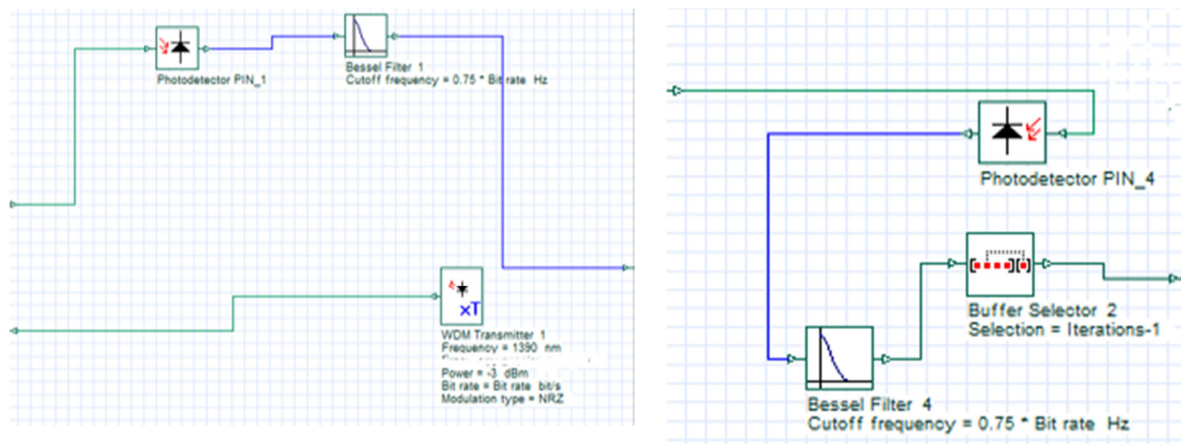 Photodetector PIN_1
Bessel Filter 1
Cutoff frequency = 0.75 * Bit rate Hz
xT
WDM Transmitter 1
Frequency = 1390 nm
Power = -3 dBm
Bit rate = Bit rate bit/s
Modulation type = NRZ
Photodetector PIN_4
Buffer Selector 2
Selection = Iterations-1
Bessel Filter 4
Cutoff frequency = 0.75 * Bit rate Hz